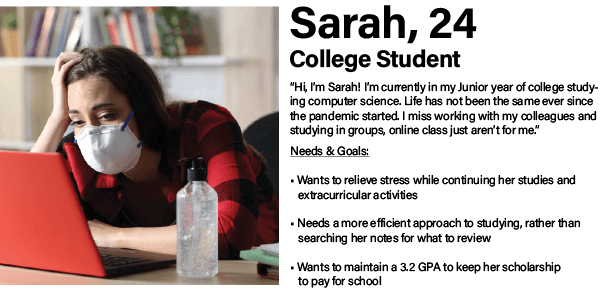 Sarah, 24
College Student
“Hi, I’m Sarah! I’m currently in my Junior year of college study-
ing computer science. Life has not been the same ever since
the pandemic started. I miss working with my colleagues and
studying in groups, online class just aren’t for me.”
Needs & Goals:
• Wants to relieve stress while continuing her studies and
extracurricular activities
• Needs a more efficient approach to studying, rather than
searching her notes for what to review
• Wants to maintain a 3.2 GPA to keep her scholarship
to pay for school